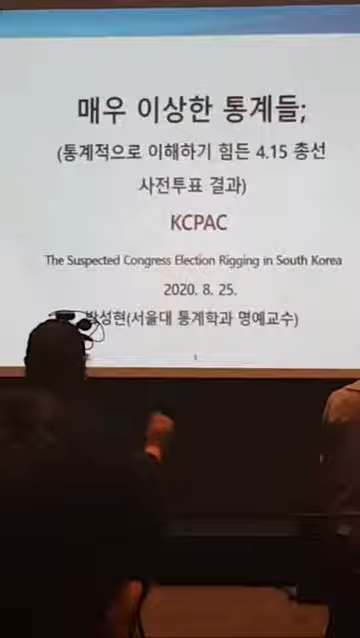 매우 이상한 통계들;
(통계적으로 이해하기 힘든 4.15 총선
사전투표 결과)
KCPAC
The Suspected Congress Election Rigging in South Korea
2020. 8. 25.
박성현(서울대 통계학과 명예교수)